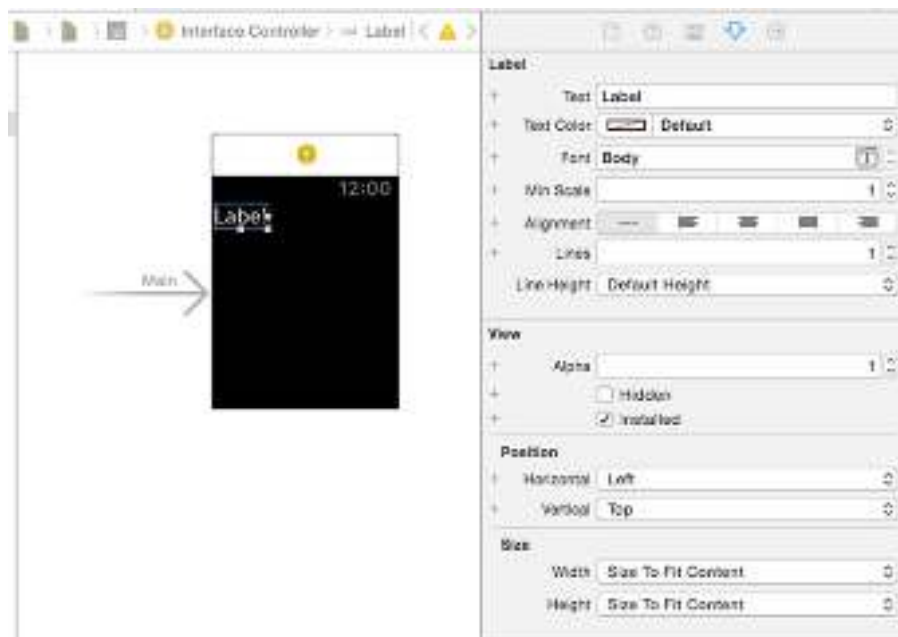 Interface Controller
Label
12:00
Label
Main
Label
Text Label
Text Color Default
Font Body
Min Scale 1
Alignment
Lines 1
Line Height Default Height
View
Alpha 1
Hidden
Installed
Position
Horizontal Left
Vertical Top
Size
Width Size To Fit Content
Height Size To Fit Content